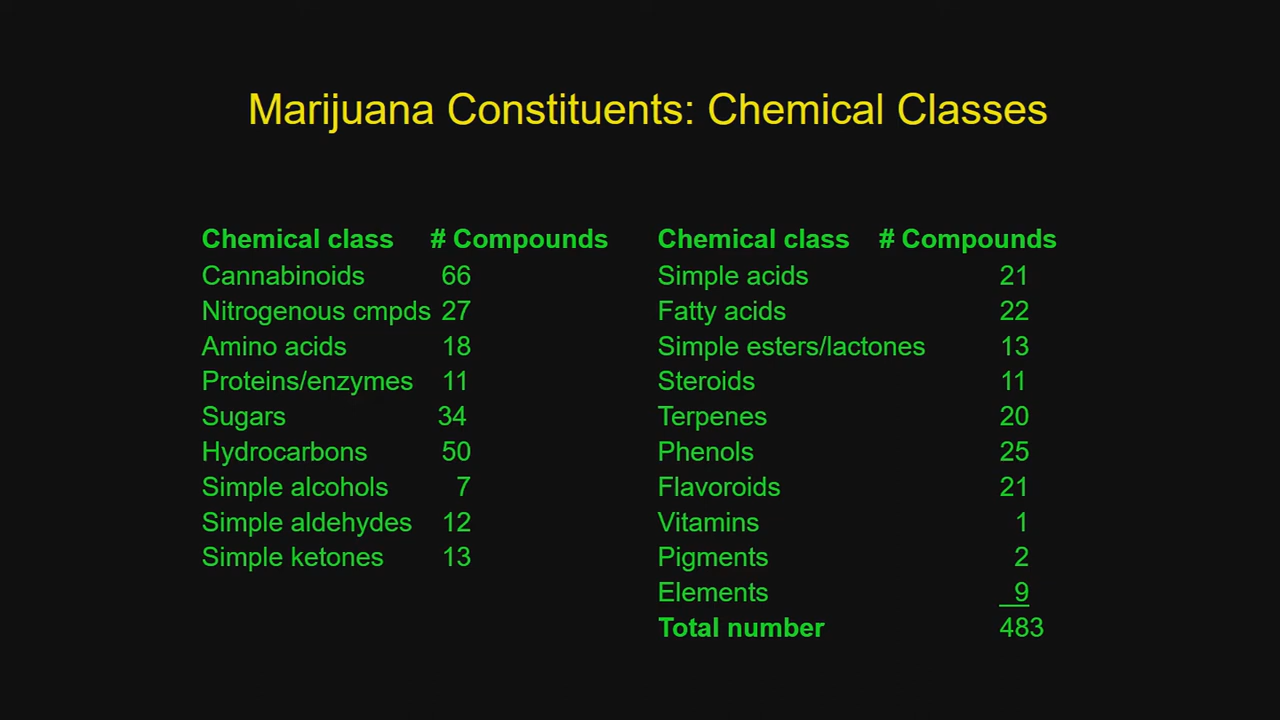 Marijuana Constituents: Chemical Classes
Chemical class # Compounds
Cannabinoids 66
Nitrogenous cmpds 27
Amino acids 18
Proteins/enzymes 11
Sugars 34
Hydrocarbons 50
Simple alcohols 7
Simple aldehydes 12
Simple ketones 13
Chemical class # Compounds
Simple acids 21
Fatty acids 22
Simple esters/lactones 13
Steroids 11
Terpenes 20
Phenols 25
Flavoroids 21
Vitamins 1
Pigments 2
Elements 9
Total number 483